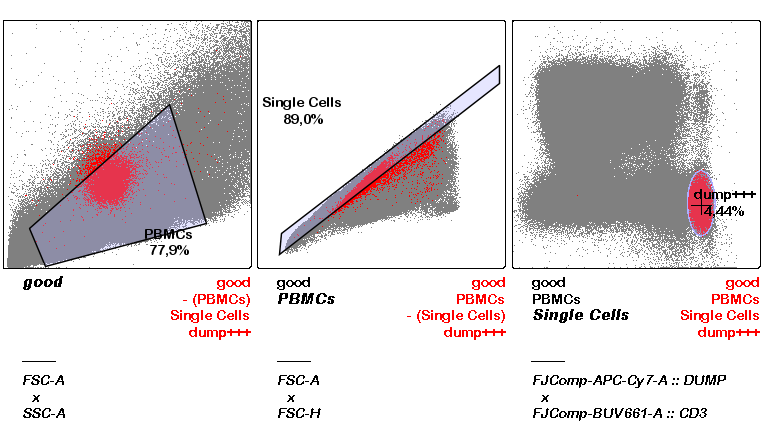 PBMCs
77,9%
good
good
- (PBMCs)
Single Cells
dump+++
FSC-A
x
SSC-A
Single Cells
89,0%
good
PBMCs
good
PBMCs
- (Single Cells)
dump+++
FSC-A
x
FSC-H
dump+++
4,44%
good
PBMCs
Single Cells
good
PBMCs
Single Cells
dump+++
FJComp-APC-Cy7-A :: DUMP
x
FJComp-BUV661-A :: CD3